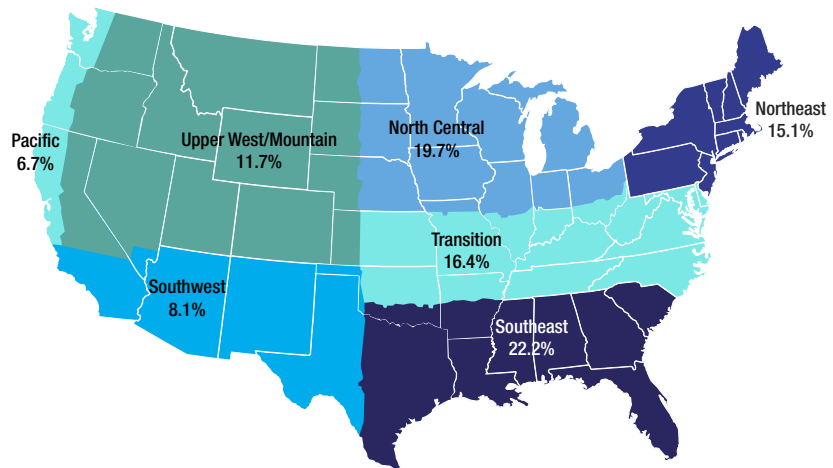 Northeast
15.1%
Pacific
6.7%
Upper West/Mountain
11.7%
North Central
19.7%
Transition
16.4%
Southwest
8.1%
Southeast
22.2%